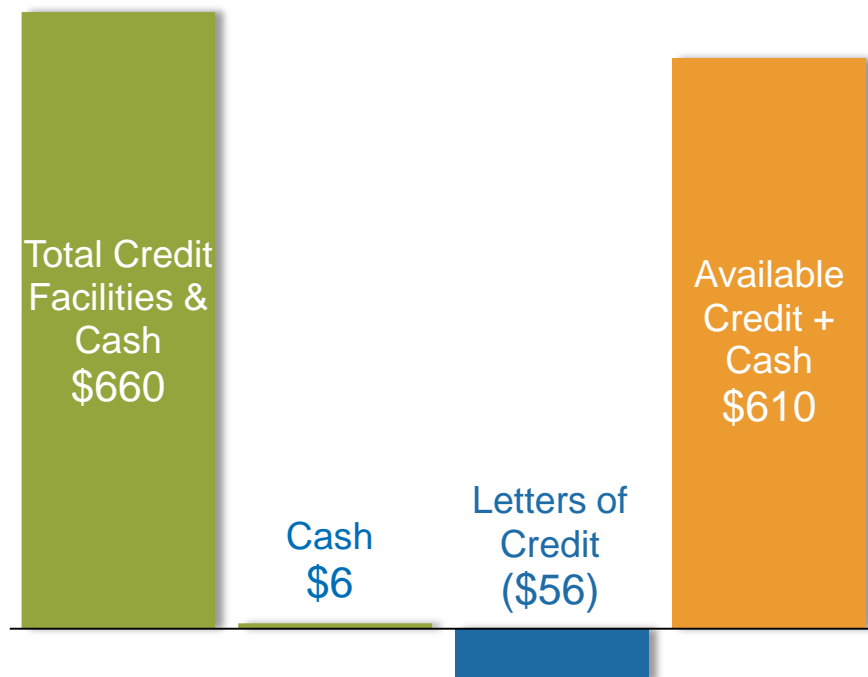 Total Credit
Facilities &
Cash
$660
Cash
$6
Letters of
Credit
($56)
Available
Credit +
Cash
$610